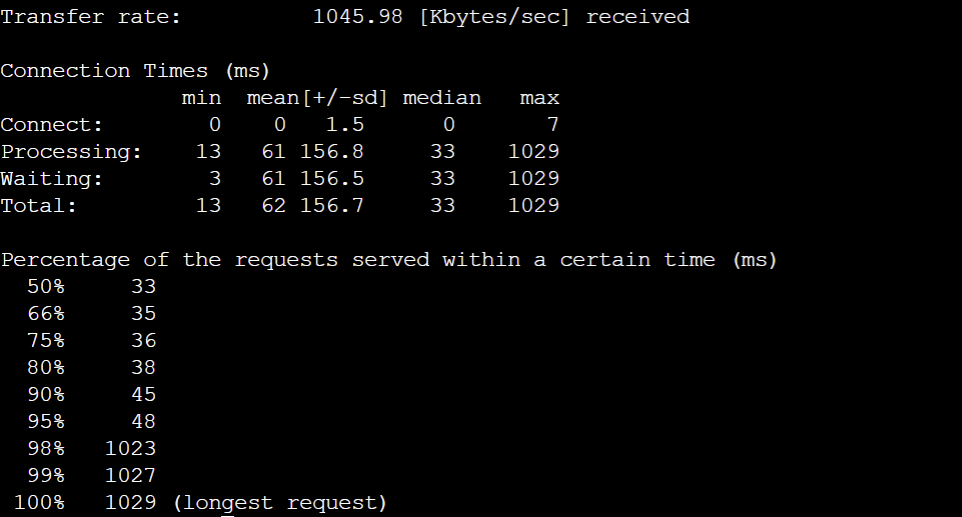 Transfer rate:          1045.98 [Kbytes/sec] received

Connection Times (ms)
              min  mean[+/-sd] median   max
Connect:        0    0   1.5      0       7
Processing:    13   61 156.8     33    1029
Waiting:        3   61 156.5     33    1029
Total:         13   62 156.7     33    1029

Percentage of the requests served within a certain time (ms)
  50%     33
  66%     35
  75%     36
  80%     38
  90%     45
  95%     48
  98%   1023
  99%   1027
 100%   1029 (longest request)